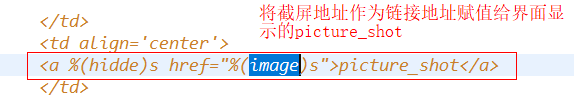 </td>
将截屏地址作为链接地址赋值给界面显
示的picture_shot
<td align='center'>
<a %(hidde)s href="%(image)s">picture_shot</a>
</td>